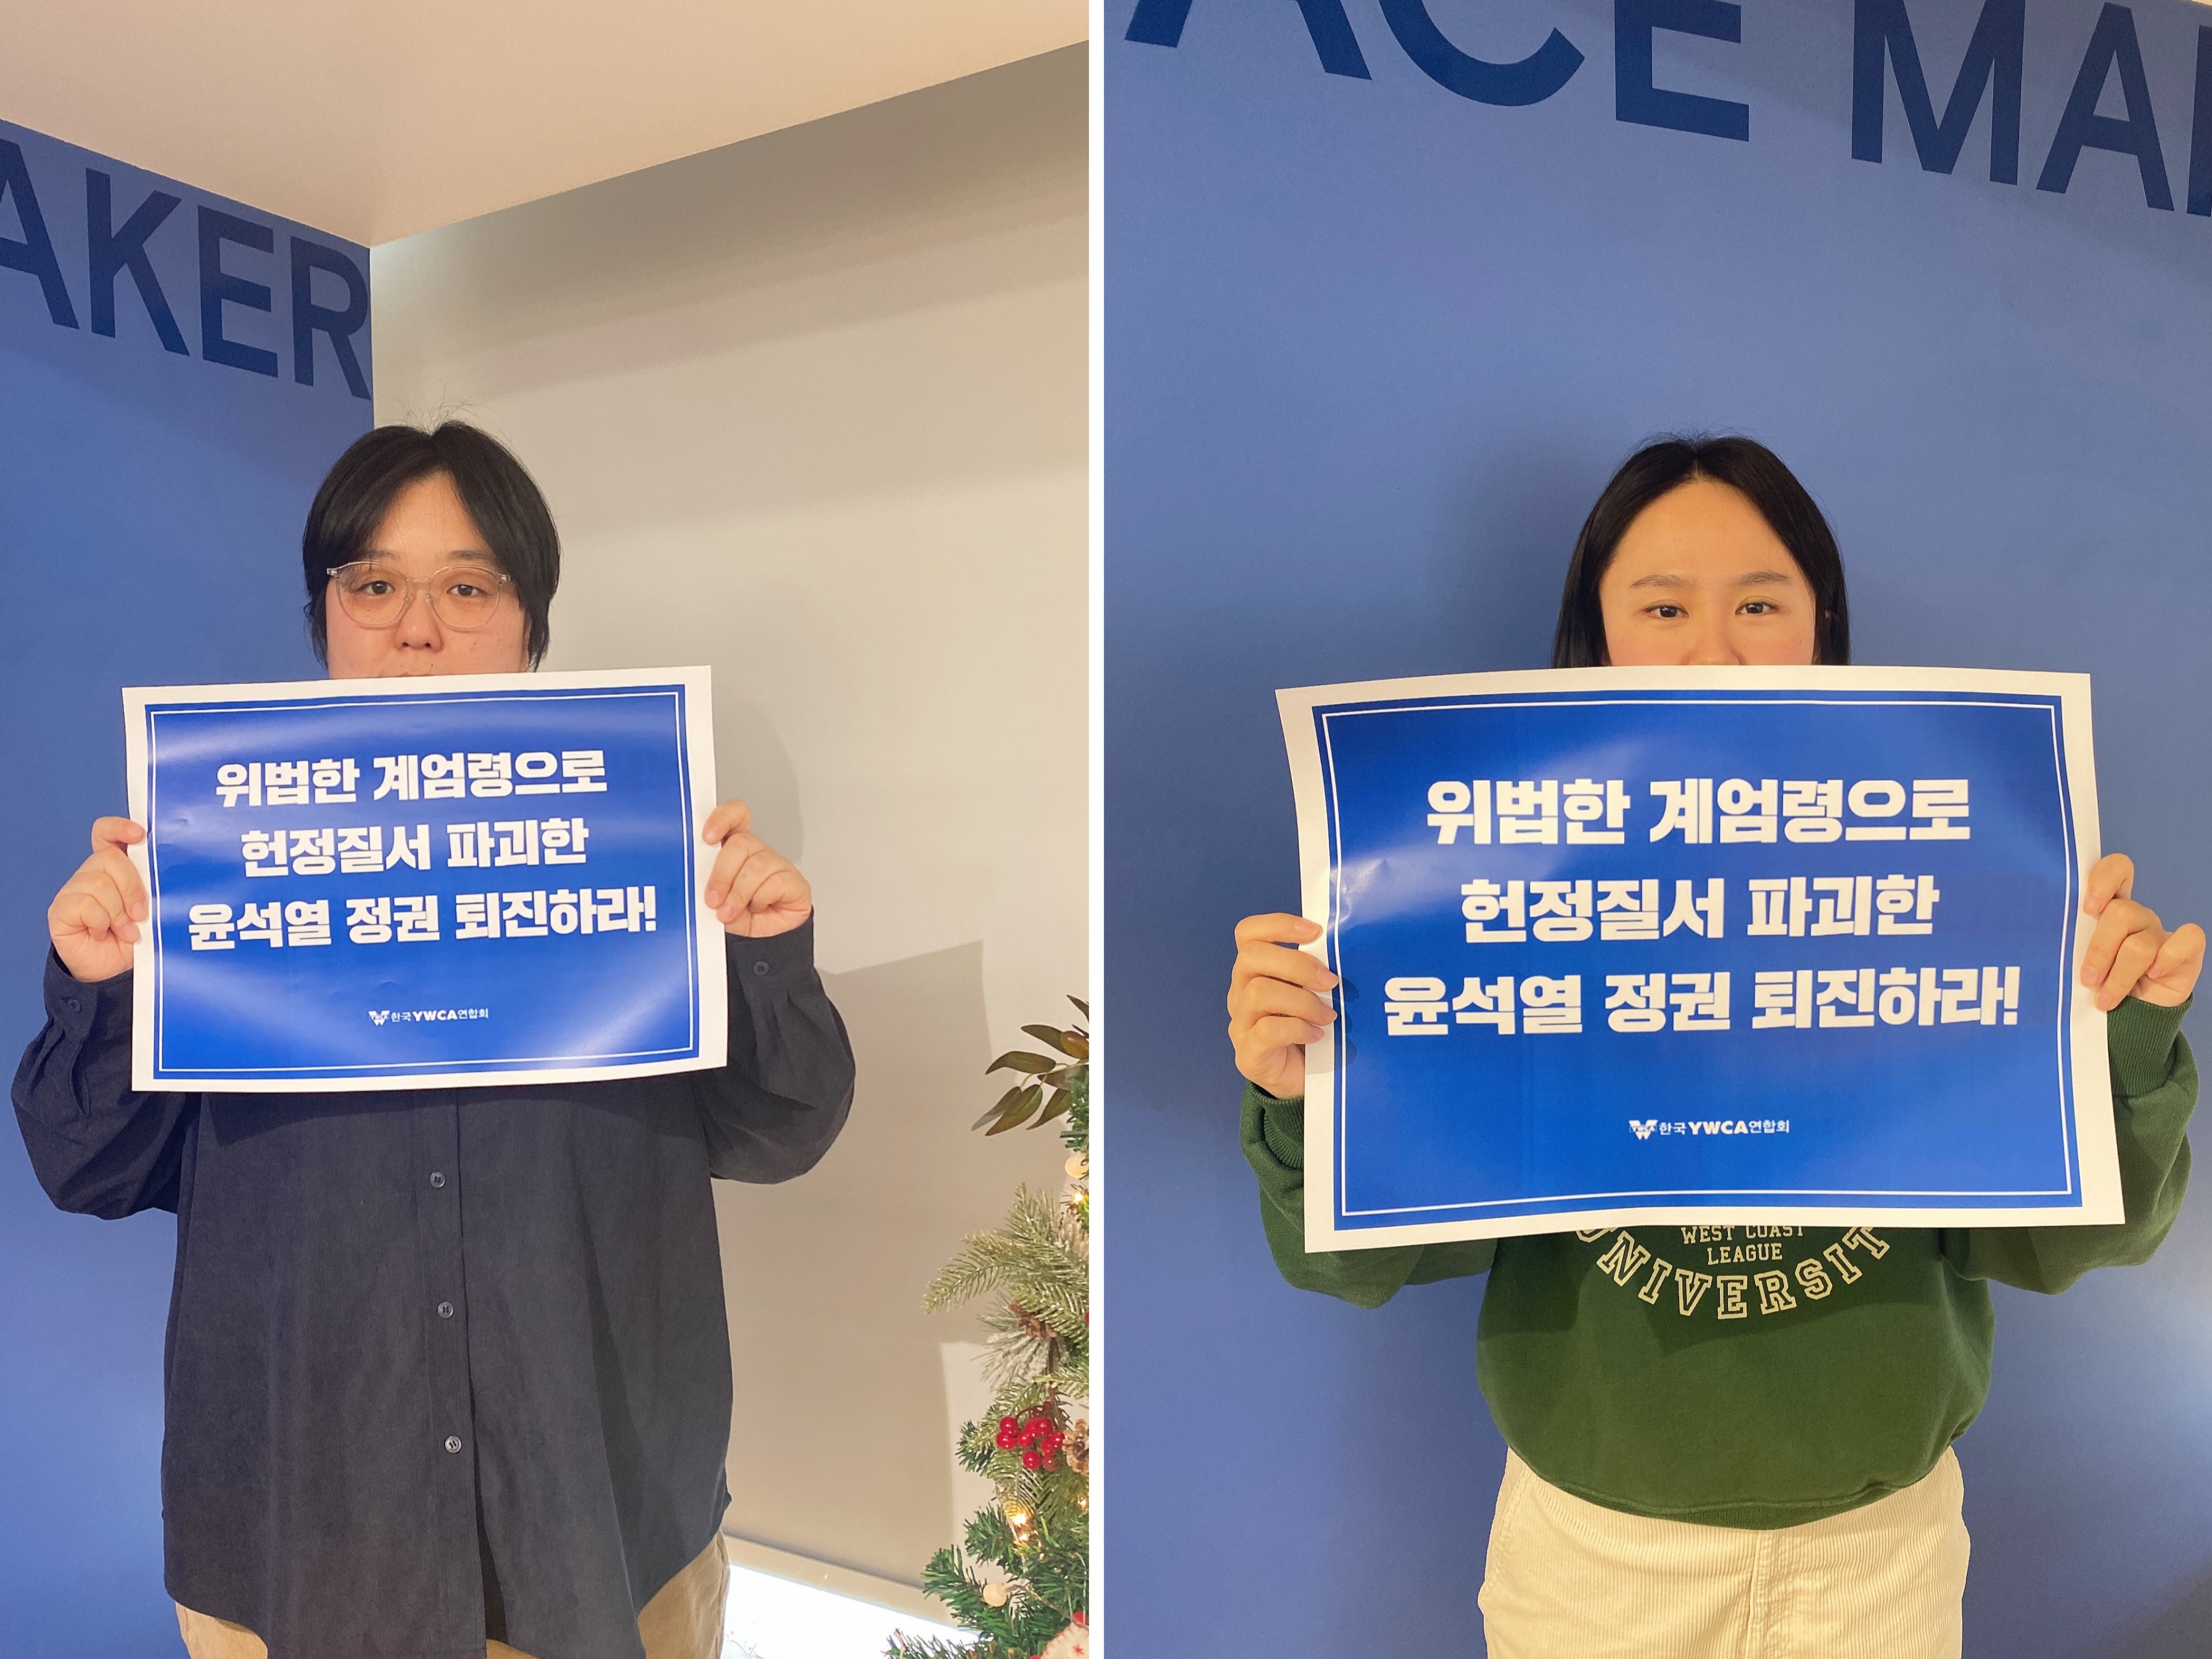 AKER
위법한 계엄령으로
헌정질서 파괴한
윤석열 정권 퇴진하라!
한국YWCA연합회
ACE MA
위법한 계엄령으로
헌정질서 파괴한
윤석열 정권 퇴진하라!
YWCA 한국YWCA연합회
WEST COAST
LEAGUE
UNIVERSIT